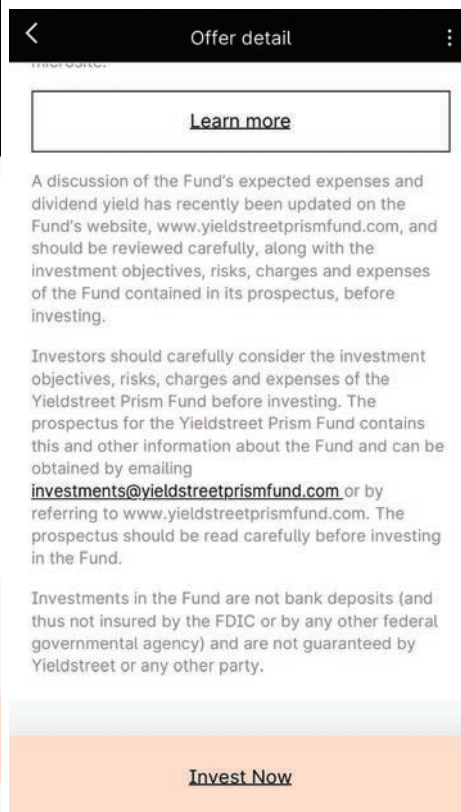 Offer detail
microsite.
Learn more
A discussion of the Fund's expected expenses and
dividend yield has recently been updated on the
Fund's website, www.yieldstreetprismfund.com, and
should be reviewed carefully, along with the
investment objectives, risks, charges and expenses
of the Fund contained in its prospectus, before
investing.
Investors should carefully consider the investment
objectives, risks, charges and expenses of the
Yieldstreet Prism Fund before investing. The
prospectus for the Yieldstreet Prism Fund contains
this and other information about the Fund and can be
obtained by emailing
investments@yieldstreetprismfund.com or by
referring to www.yieldstreetprismfund.com. The
prospectus should be read carefully before investing
in the Fund.
Investments in the Fund are not bank deposits (and
thus not insured by the FDIC or by any other federal
governmental agency) and are not guaranteed by
Yieldstreet or any other party.
Invest Now